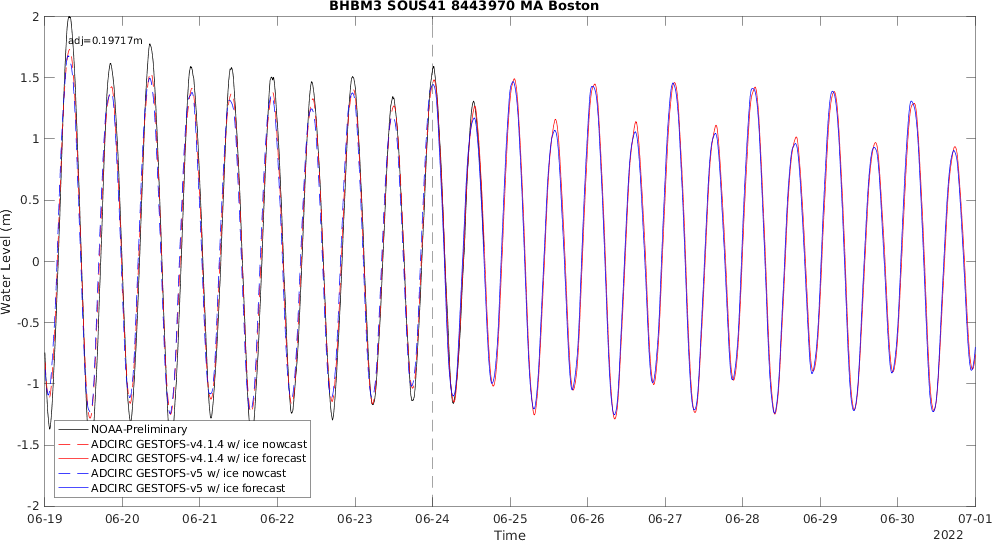 BHBM3 SOUS41 8443970 MA Boston
adj=0.19717m
2
1.5
1
0.5
0
-0.5
-1
-1.5
-2
Water Level (m)
NOAA-Preliminary
ADCIRC GESTOFS-v4.1.4 w/ ice nowcast
ADCIRC GESTOFS-v4.1.4 w/ ice forecast
ADCIRC GESTOFS-v5 w/ ice nowcast
ADCIRC GESTOFS-v5 w/ ice forecast
06-19 06-20 06-21 06-22 06-23 06-24 06-25 06-26 06-27 06-28 06-29 06-30 07-01
Time
2022